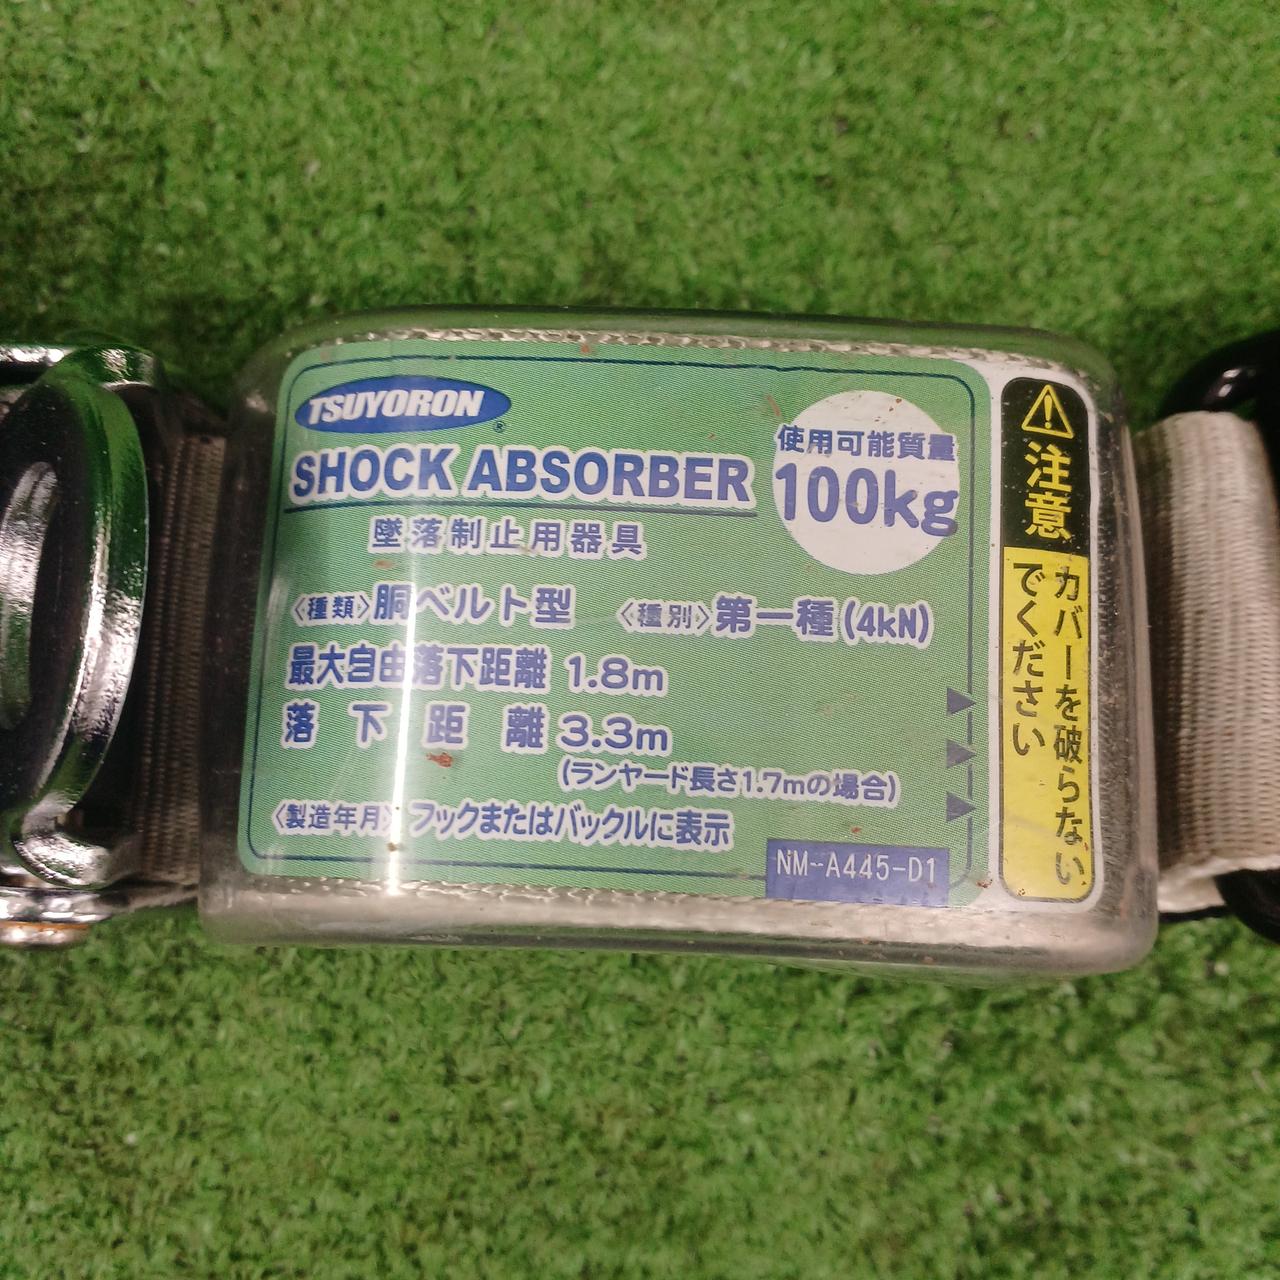 TSUYORON®
SHOCK ABSORBER
使用可能質量
100kg
墜落制止用器具
〈種類〉胴ベルト型 〈種別〉第一種(4kN)
最大自由落下距離 1.8m
落下距離 3.3m
(ランヤード長さ1.7mの場合)
〈製造年月〉フックまたはバックルに表示
NM-A445-D1
注意
カバーを破らない
でください